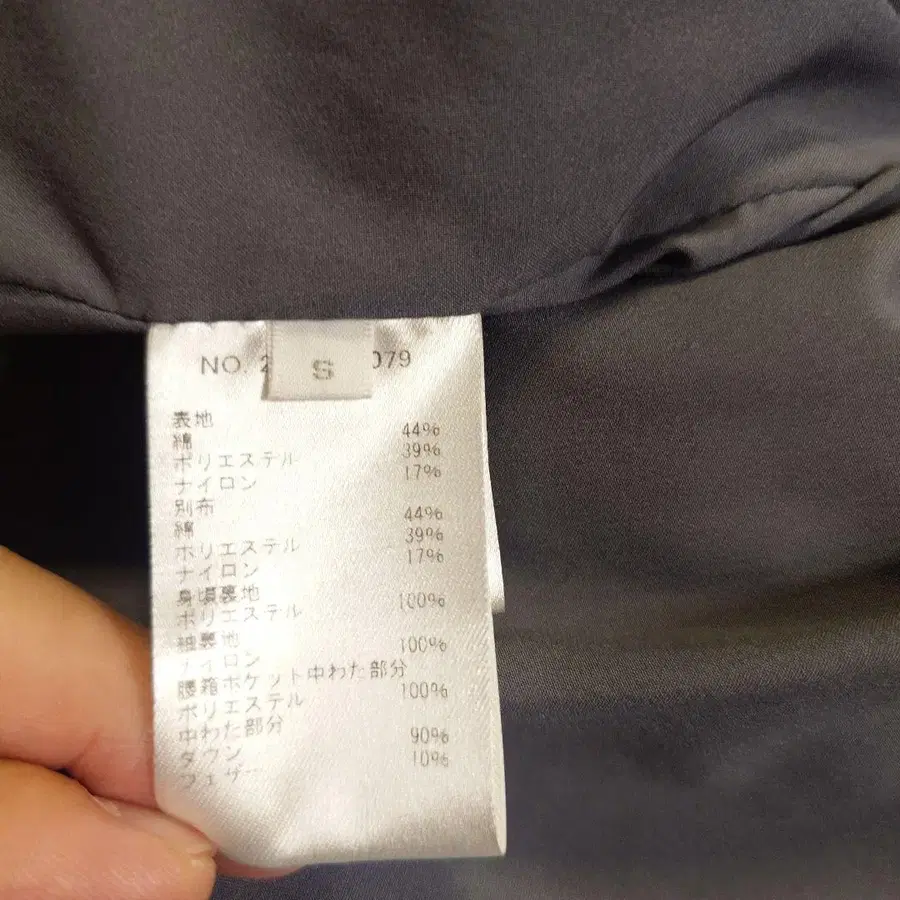 NO. 2 079
S
表地
綿 44%
ポリエステル 39%
ナイロン 17%
別布
綿 44%
ポリエステル 39%
ナイロン 17%
身頃裏地
ポリエステル 100%
袖裏地
ナイロン 100%
腰箱ポケット中わた部分
ポリエステル 100%
中わた部分
ダウン 90%
フェザー 10%